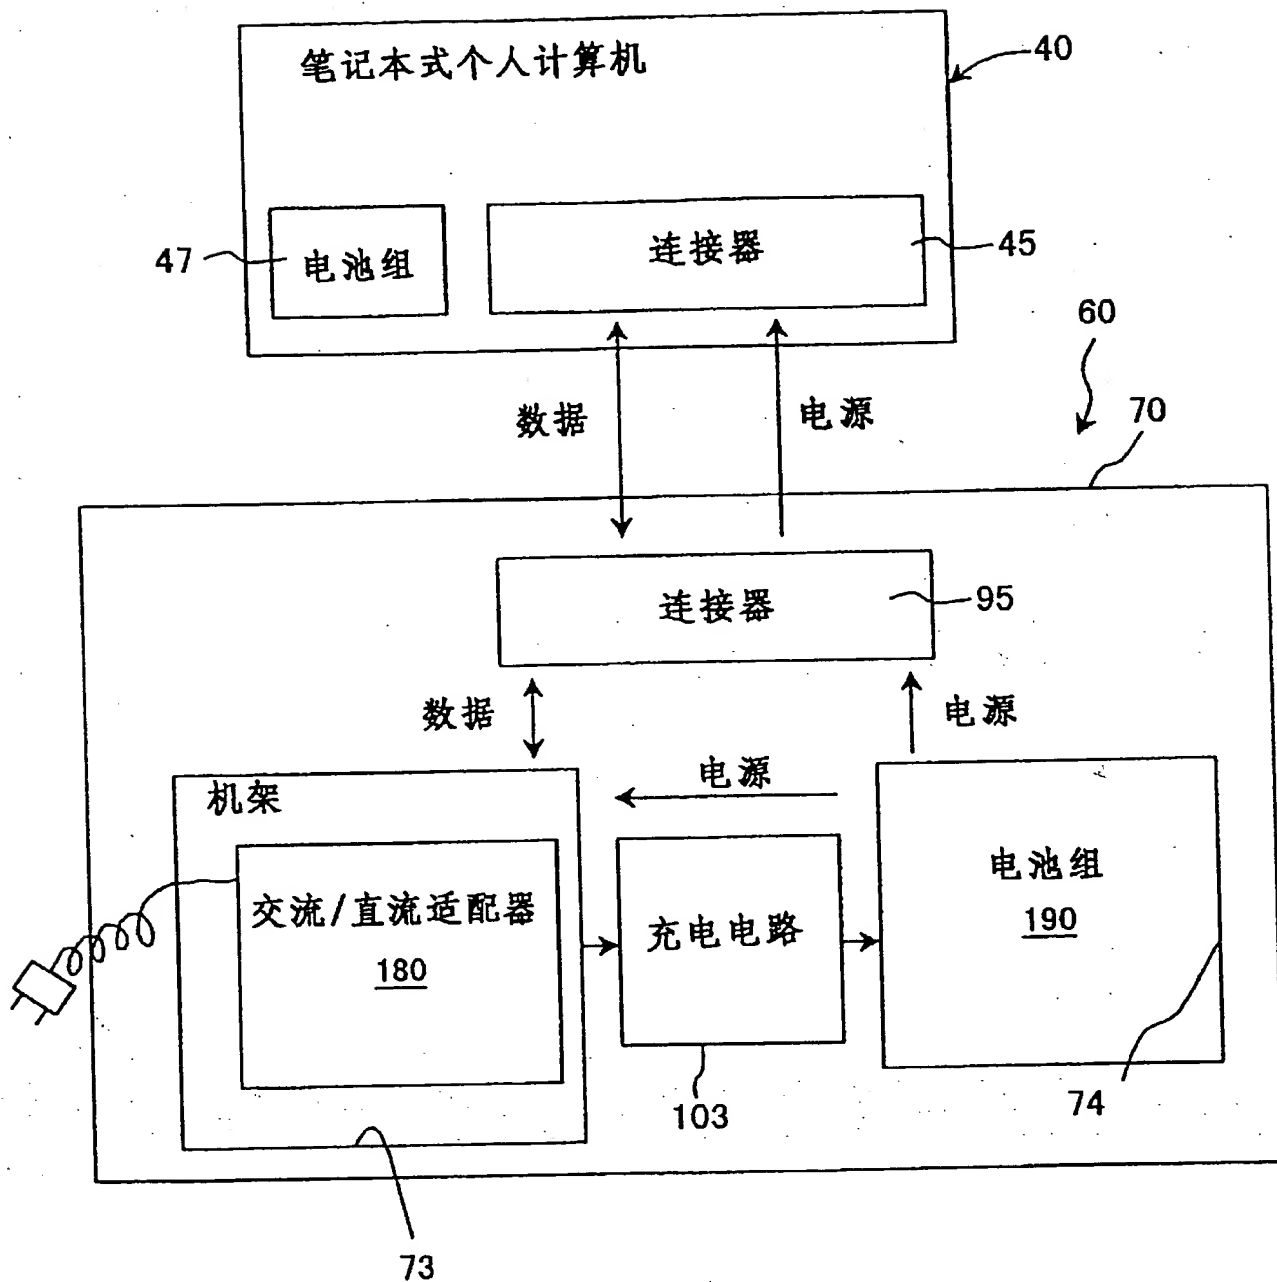 笔记本式个人计算机
40
47
电池组
连接器
45
60
数据
电源
70
连接器
95
数据
电源
电源
机架
交流/直流适配器
180
充电电路
电池组
190
103
74
73